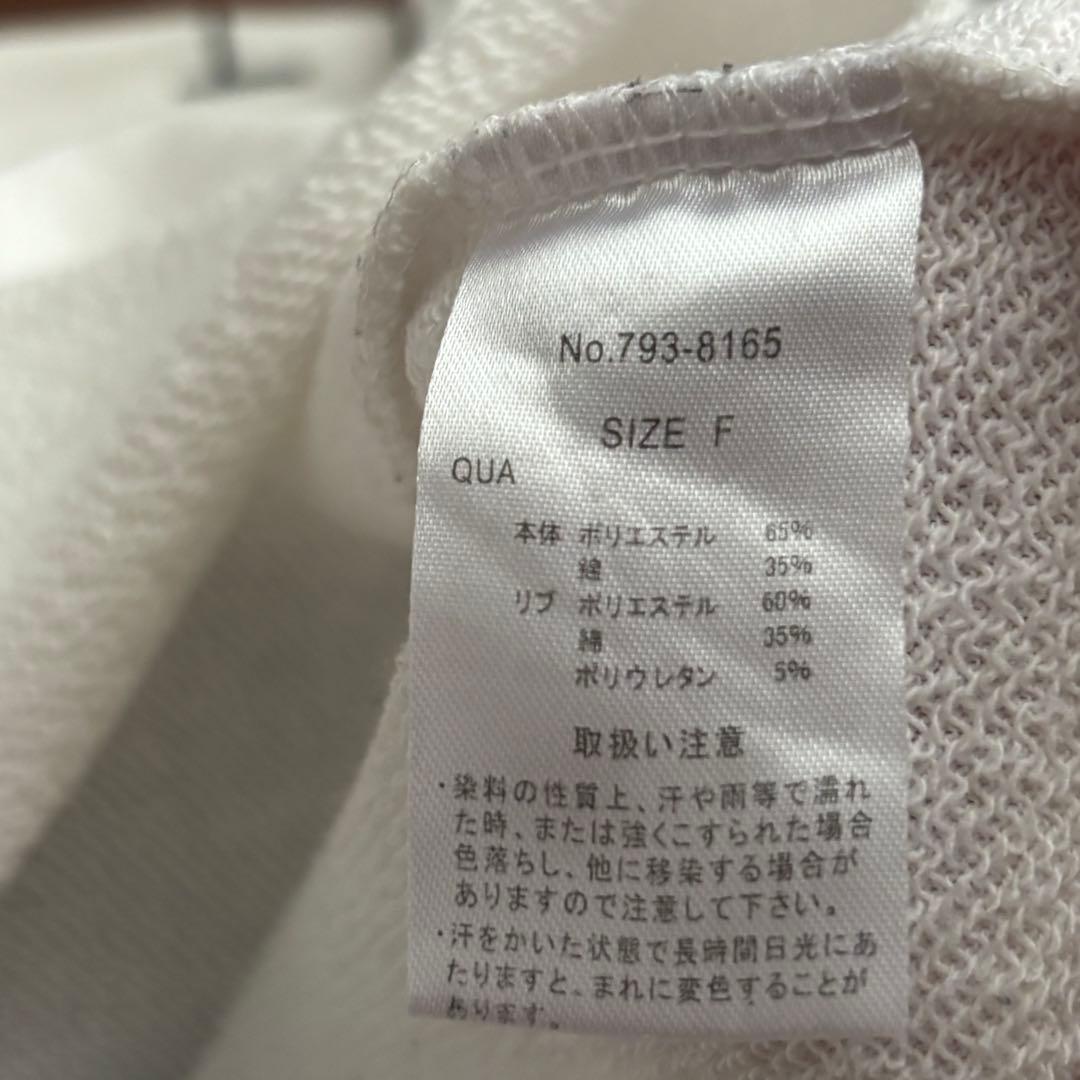 No.793-8165
SIZE F
QUA
本体 ポリエステル 65%
綿 35%
リブ ポリエステル 60%
綿 35%
ポリウレタン 5%
取扱い注意
・染料の性質上、汗や雨等で濡れ
た時、または強くこすられた場合
色落ちし、他に移染する場合が
ありますので注意して下さい。
・汗をかいた状態で長時間日光にあ
たりますと、まれに変色することが
あります。